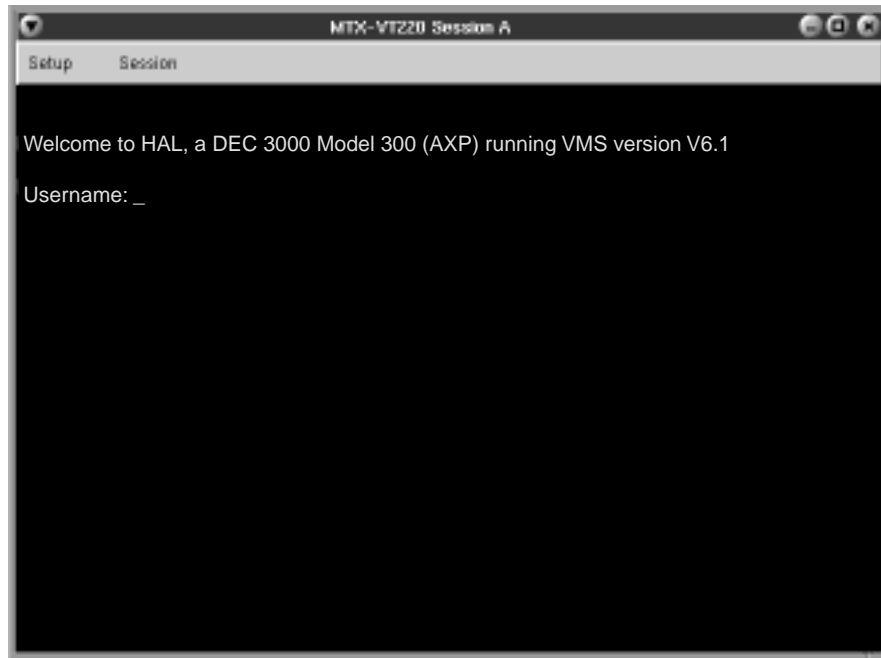 MTX-VT220 Session A
Setup Session
Welcome to HAL, a DEC 3000 Model 300 (AXP) running VMS version V6.1
Username: _